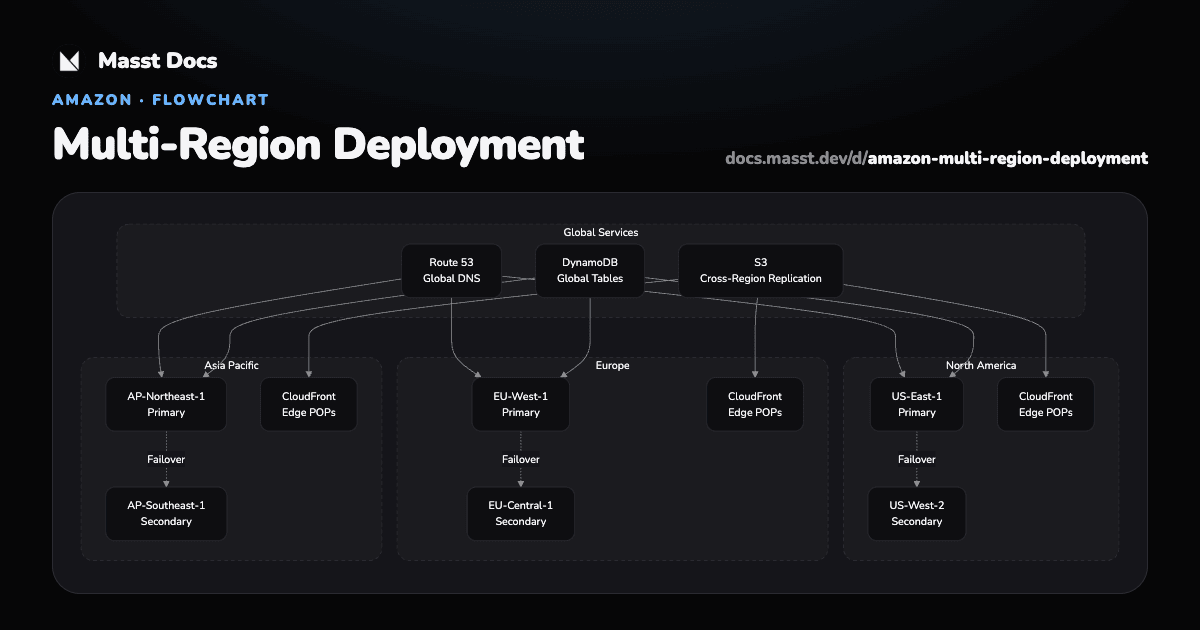 Masst Docs
AMAZON · FLOWCHART
Multi-Region Deployment
docs.masst.dev/d/amazon-multi-region-deployment
Global Services
Route 53
Global DNS
DynamoDB
Global Tables
S3
Cross-Region Replication
Asia Pacific
AP-Northeast-1
Primary
CloudFront
Edge POPs
Failover
AP-Southeast-1
Secondary
Europe
EU-West-1
Primary
CloudFront
Edge POPs
Failover
EU-Central-1
Secondary
North America
US-East-1
Primary
CloudFront
Edge POPs
Failover
US-West-2
Secondary